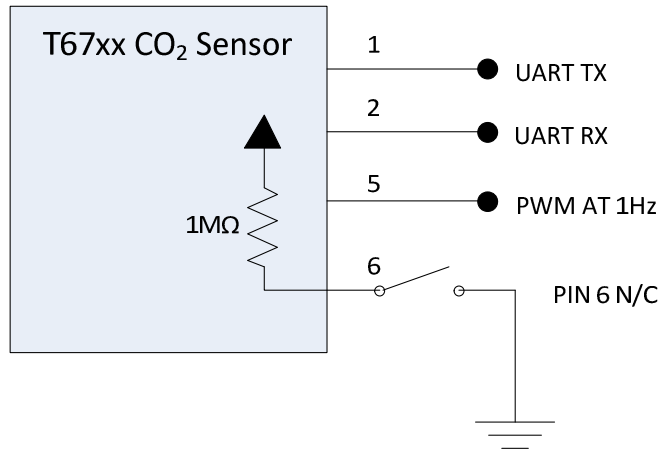 T67xx CO₂ Sensor
1
UART TX
2
UART RX
5
PWM AT 1Hz
1MΩ
6
PIN 6 N/C